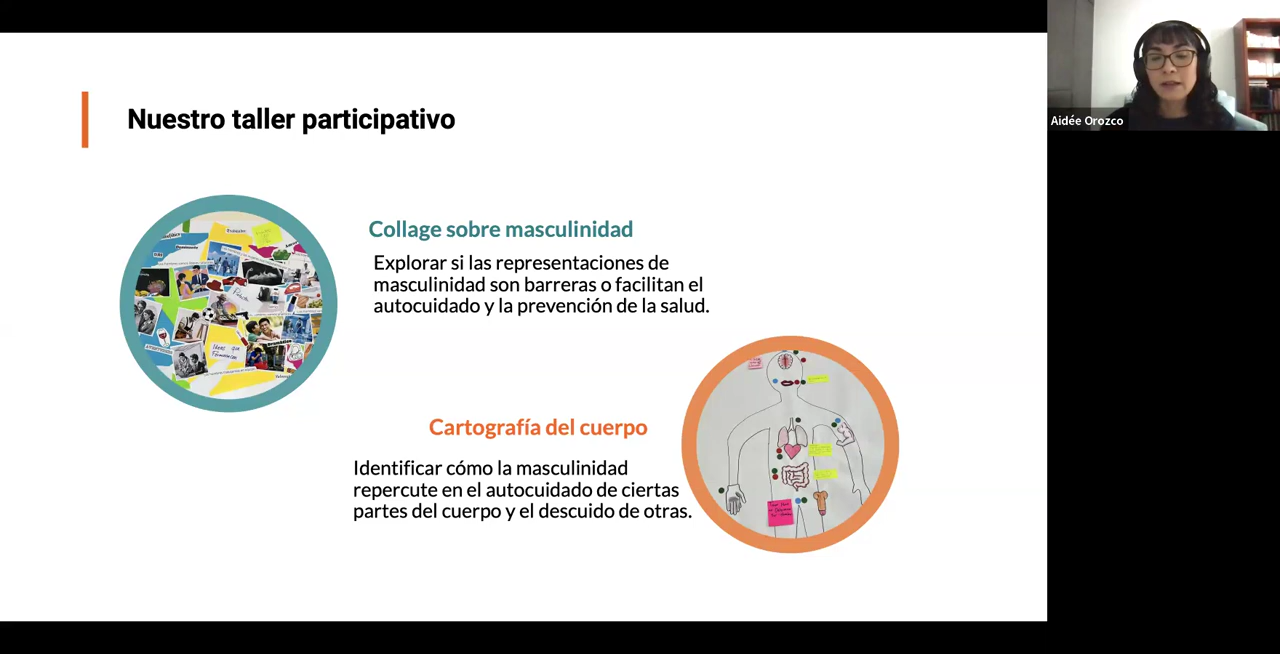 Nuestro taller participativo
Aidée Orozco
Collage sobre masculinidad
Explorar si las representaciones de
masculinidad son barreras o facilitan el
autocuidado y la prevención de la salud.
Cartografía del cuerpo
Identificar cómo la masculinidad
repercute en el autocuidado de ciertas
partes del cuerpo y el descuido de otras.